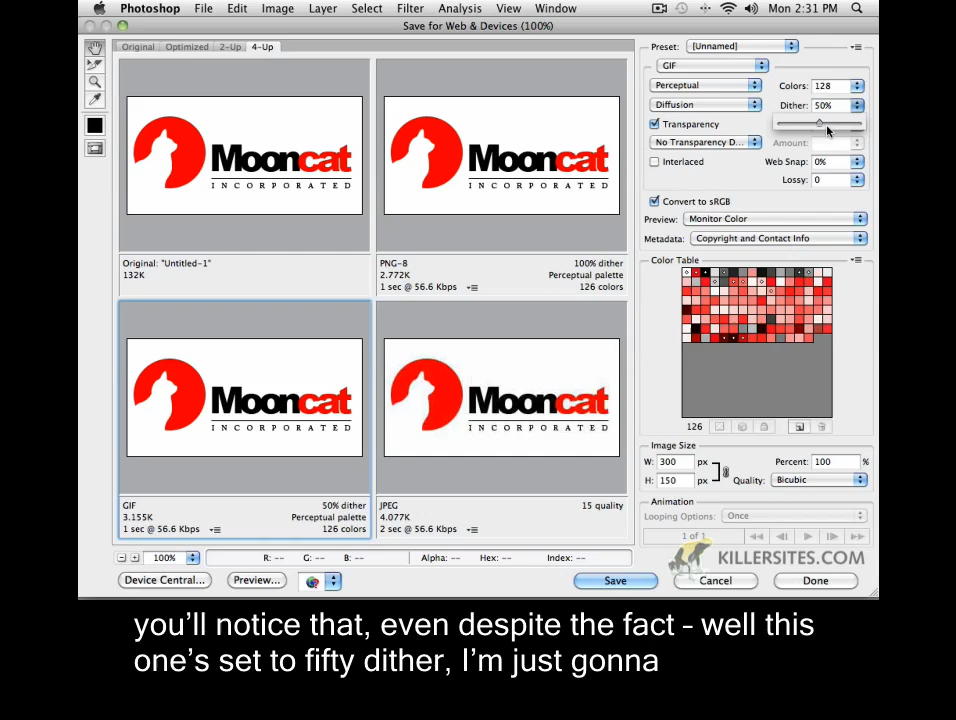 Photoshop File Edit Image Layer Select Filter Analysis View Window Mon 2:31 PM
Save for Web & Devices (100%)
Original Optimized 2-Up 4-Up
Preset: [Unnamed]
GIF
Perceptual Colors: 128
Diffusion Dither: 50%
Transparency
No Transparency D... Amount:
Interlaced Web Snap: 0%
Lossy: 0
Convert to sRGB
Preview: Monitor Color
Metadata: Copyright and Contact Info
Color Table
126
Image Size
W: 300 px Percent: 100 %
H: 150 px Quality: Bicubic
Animation
Looping Options: Once
1 of 1
Mooncat
INCORPORATED
Mooncat
INCORPORATED
Original: "Untitled-1"
132K
PNG-8 100% dither
2.772K Perceptual palette
1 sec @ 56.6 Kbps 126 colors
Mooncat
INCORPORATED
Mooncat
INCORPORATED
GIF 50% dither
3.155K Perceptual palette
1 sec @ 56.6 Kbps 126 colors
JPEG 15 quality
4.077K
2 sec @ 56.6 Kbps
100% R: -- G: -- B: -- Alpha: -- Hex: -- Index: --
KILLERSITES.COM
Device Central... Preview... Save Cancel Done
you’ll notice that, even despite the fact – well this
one’s set to fifty dither, I’m just gonna